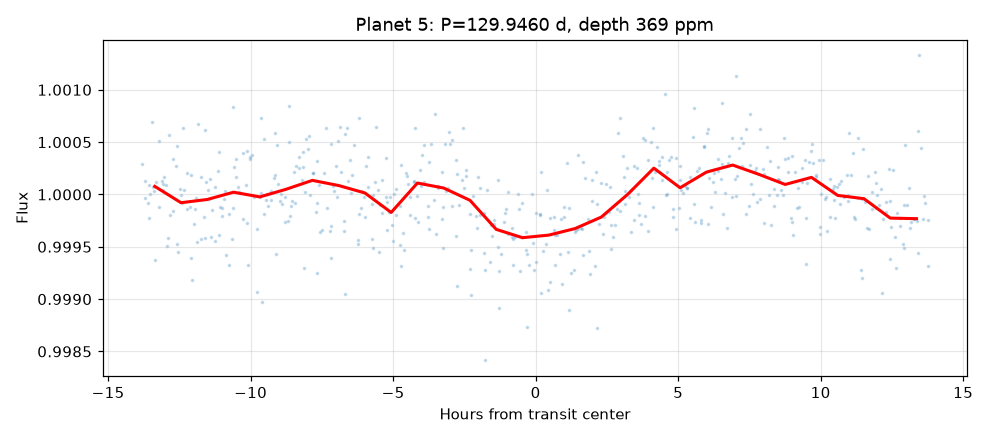 Planet 5: P=129.9460 d, depth 369 ppm
Flux
1.0010
1.0005
1.0000
0.9995
0.9990
0.9985
−15 −10 −5 0 5 10 15
Hours from transit center